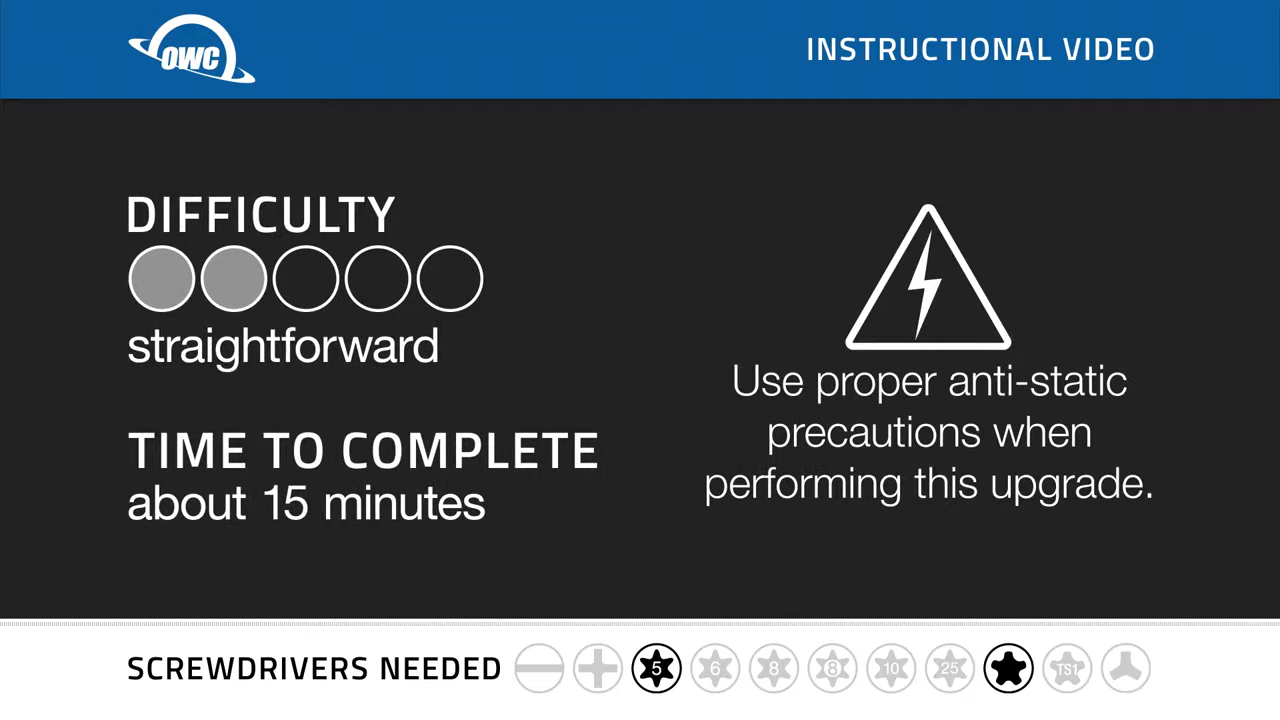 OWC
INSTRUCTIONAL VIDEO
DIFFICULTY
straightforward
TIME TO COMPLETE
about 15 minutes
Use proper anti-static
precautions when
performing this upgrade.
SCREWDRIVERS NEEDED 5 6 8 8 10 25 TS1